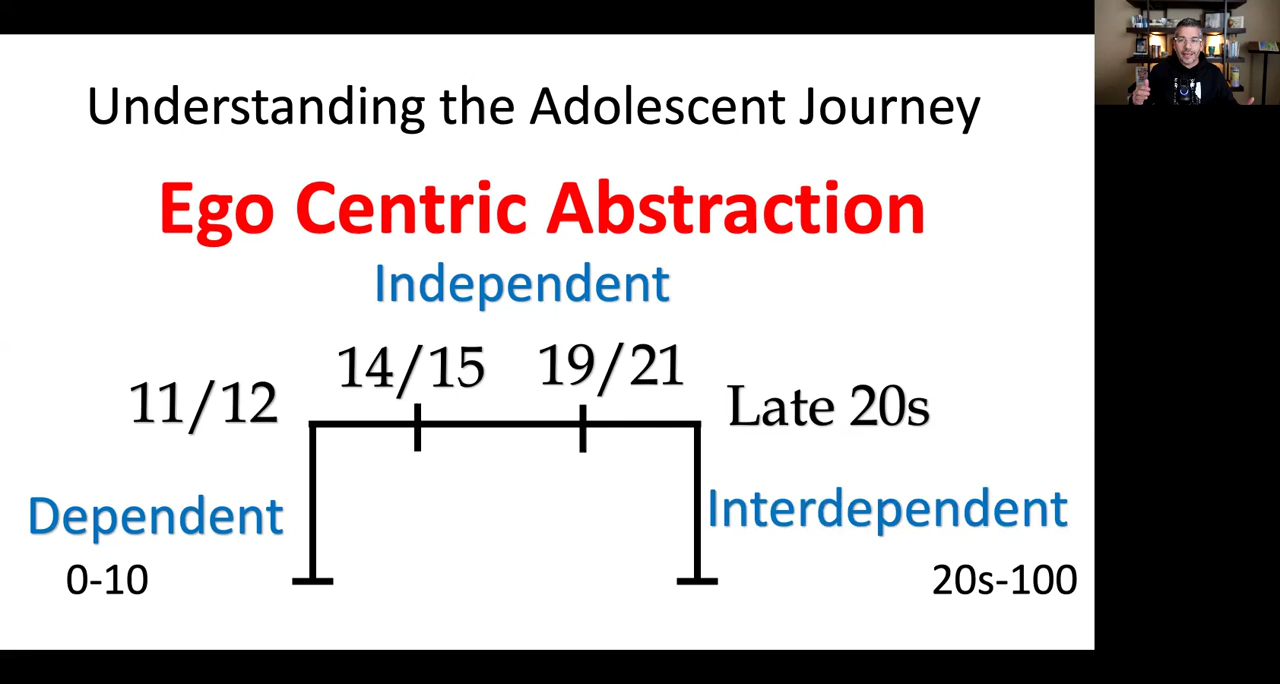 Understanding the Adolescent Journey
Ego Centric Abstraction
Independent
14/15
19/21
11/12
Late 20s
Dependent
Interdependent
0-10
20s-100